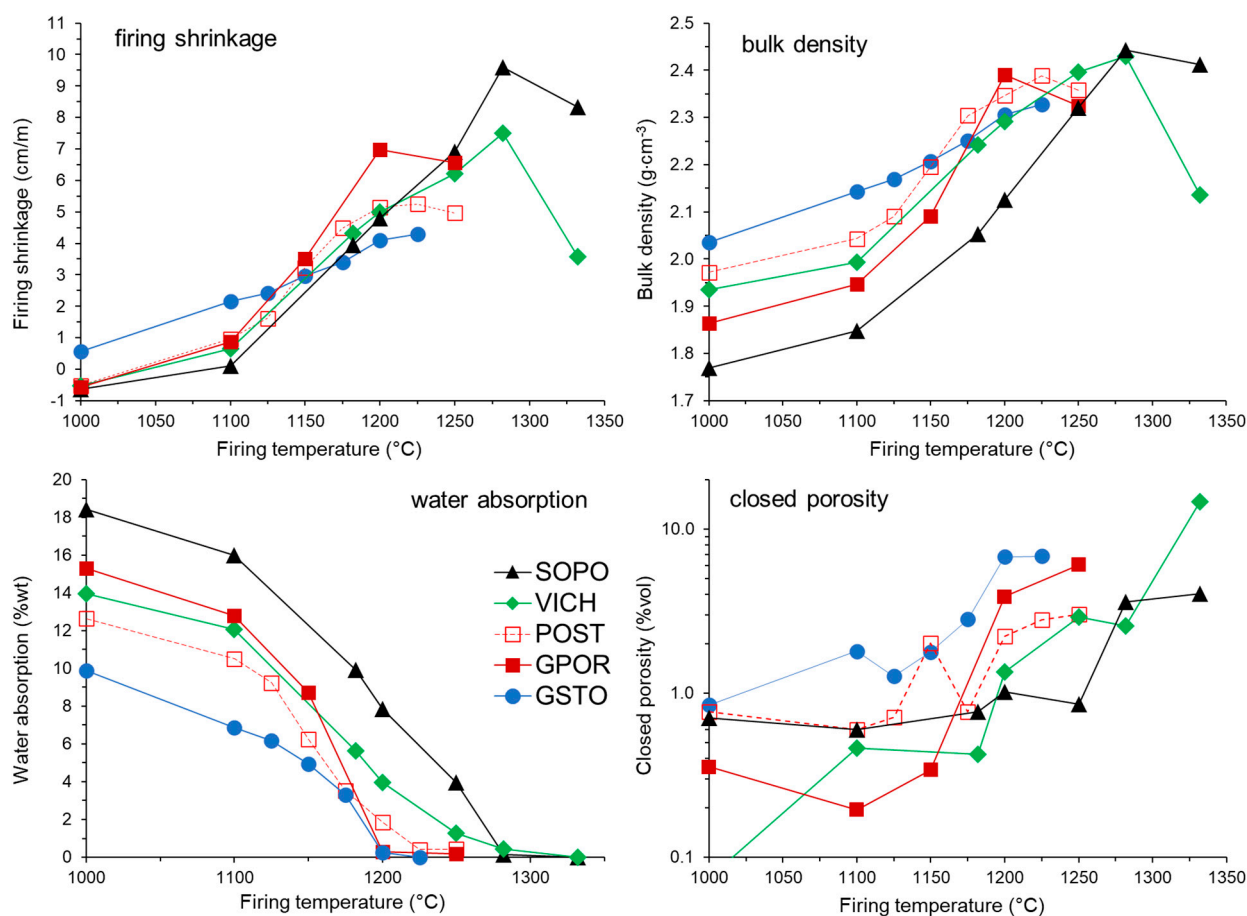 firing shrinkage
Firing shrinkage (cm/m)
11
10
9
8
7
6
5
4
3
2
1
0
-1
1000 1050 1100 1150 1200 1250 1300 1350
Firing temperature (°C)
bulk density
Bulk density (g·cm⁻³)
2.5
2.4
2.3
2.2
2.1
2.0
1.9
1.8
1.7
1000 1050 1100 1150 1200 1250 1300 1350
Firing temperature (°C)
water absorption
Water absorption (%wt)
20
18
16
14
12
10
8
6
4
2
0
SOPO
VICH
POST
GPOR
GSTO
1000 1100 1200 1300
Firing temperature (°C)
closed porosity
Closed porosity (%vol)
10.0
1.0
0.1
1000 1050 1100 1150 1200 1250 1300 1350
Firing temperature (°C)